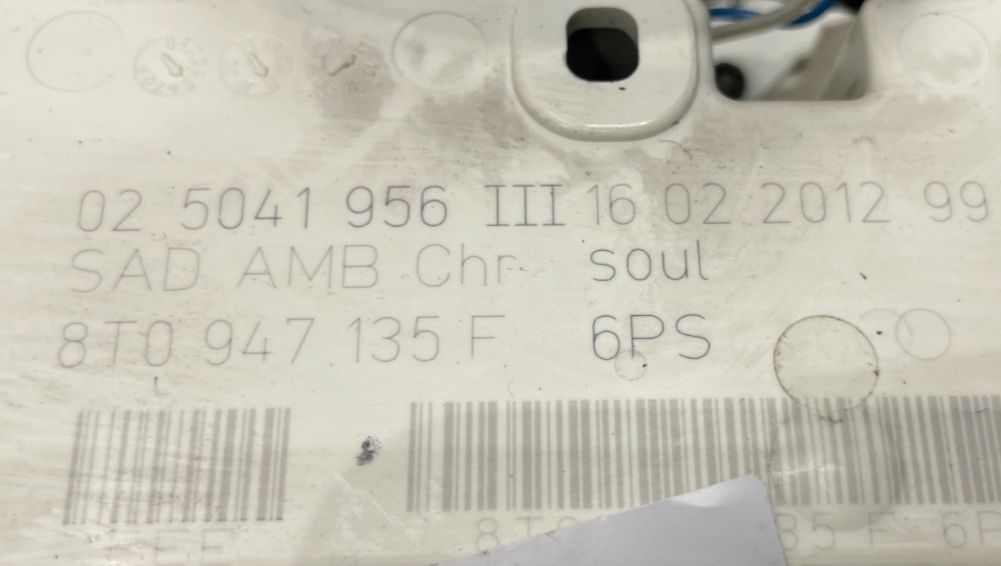 02 5041 956 III 16 02 2012 99
SAD AMB Chr soul
8T0 947 135 F 6PS